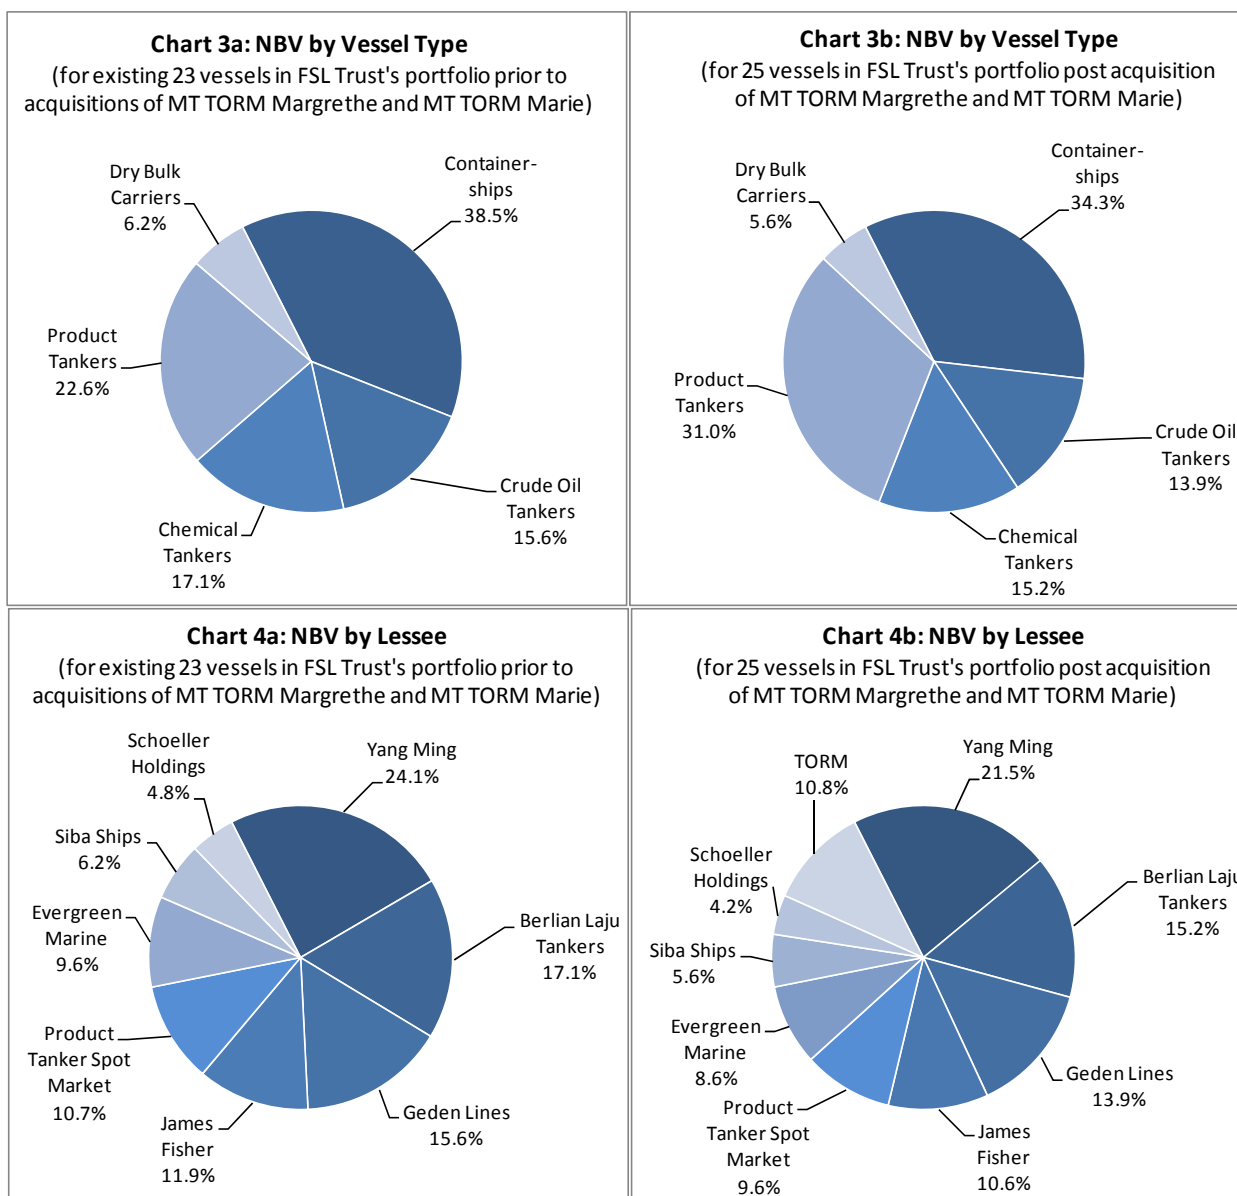 Chart 3a: NBV by Vessel Type
(for existing 23 vessels in FSL Trust's portfolio prior to
acquisitions of MT TORM Margrethe and MT TORM Marie)
Container-
ships
38.5%
Crude Oil
Tankers
15.6%
Chemical
Tankers
17.1%
Product
Tankers
22.6%
Dry Bulk
Carriers
6.2%
Chart 3b: NBV by Vessel Type
(for 25 vessels in FSL Trust's portfolio post acquisition
of MT TORM Margrethe and MT TORM Marie)
Container-
ships
34.3%
Crude Oil
Tankers
13.9%
Chemical
Tankers
15.2%
Product
Tankers
31.0%
Dry Bulk
Carriers
5.6%
Chart 4a: NBV by Lessee
(for existing 23 vessels in FSL Trust's portfolio prior to
acquisitions of MT TORM Margrethe and MT TORM Marie)
Yang Ming
24.1%
Berlian Laju
Tankers
17.1%
Geden Lines
15.6%
James
Fisher
11.9%
Product
Tanker Spot
Market
10.7%
Evergreen
Marine
9.6%
Siba Ships
6.2%
Schoeller
Holdings
4.8%
Chart 4b: NBV by Lessee
(for 25 vessels in FSL Trust's portfolio post acquisition
of MT TORM Margrethe and MT TORM Marie)
Yang Ming
21.5%
Berlian Laju
Tankers
15.2%
Geden Lines
13.9%
James
Fisher
10.6%
Product
Tanker Spot
Market
9.6%
Evergreen
Marine
8.6%
Siba Ships
5.6%
Schoeller
Holdings
4.2%
TORM
10.8%